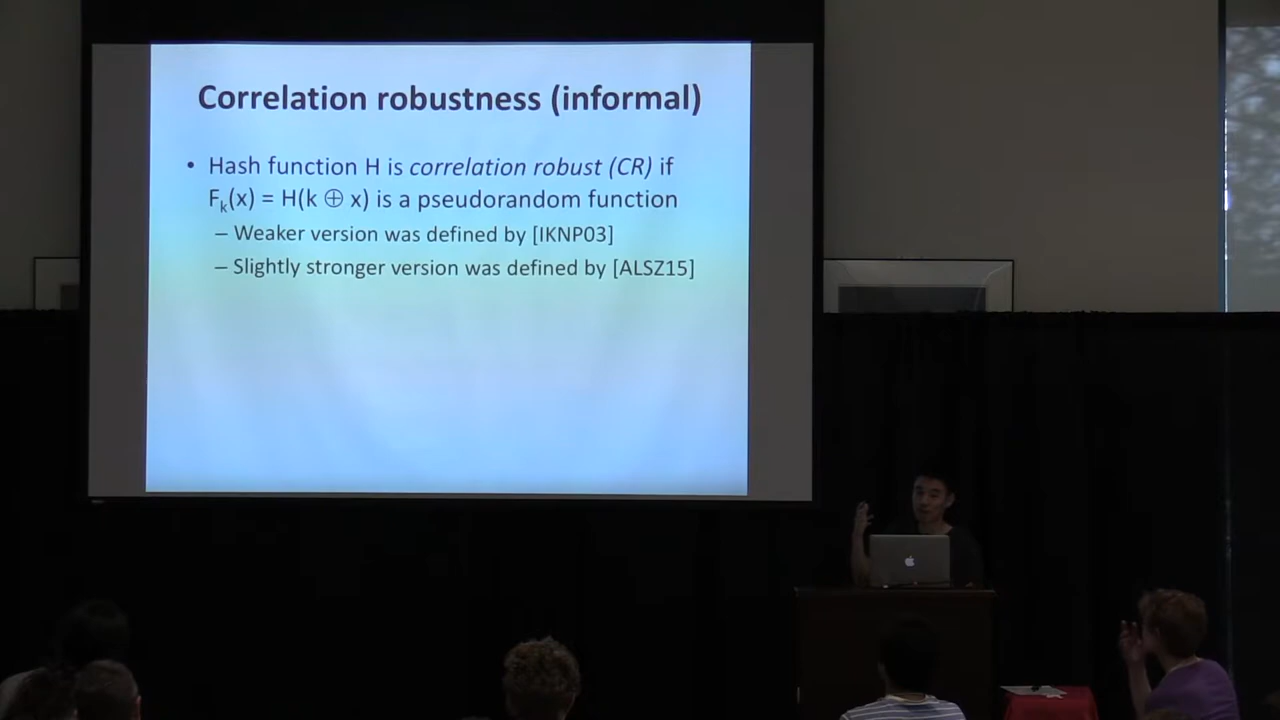 Correlation robustness (informal)
• Hash function H is correlation robust (CR) if
Fk(x) = H(k ⊕ x) is a pseudorandom function
– Weaker version was defined by [IKNP03]
– Slightly stronger version was defined by [ALSZ15]